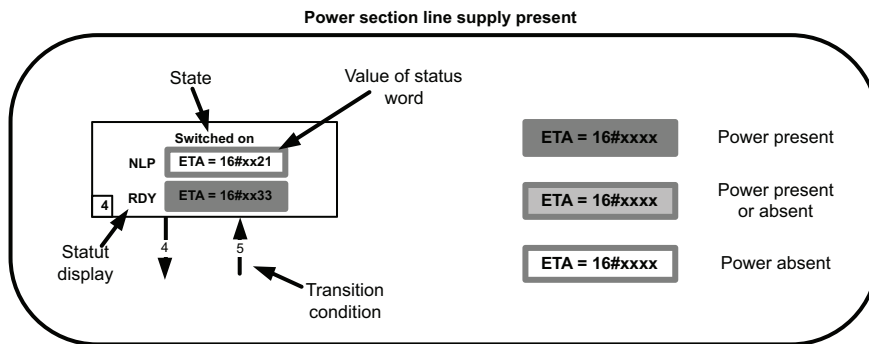 Power section line supply present
State
Value of status
word
Switched on
NLP
ETA = 16#xx21
RDY
ETA = 16#xx33
4
4
5
Statut
display
Transition
condition
ETA = 16#xxxx
Power present
ETA = 16#xxxx
Power present
or absent
ETA = 16#xxxx
Power absent